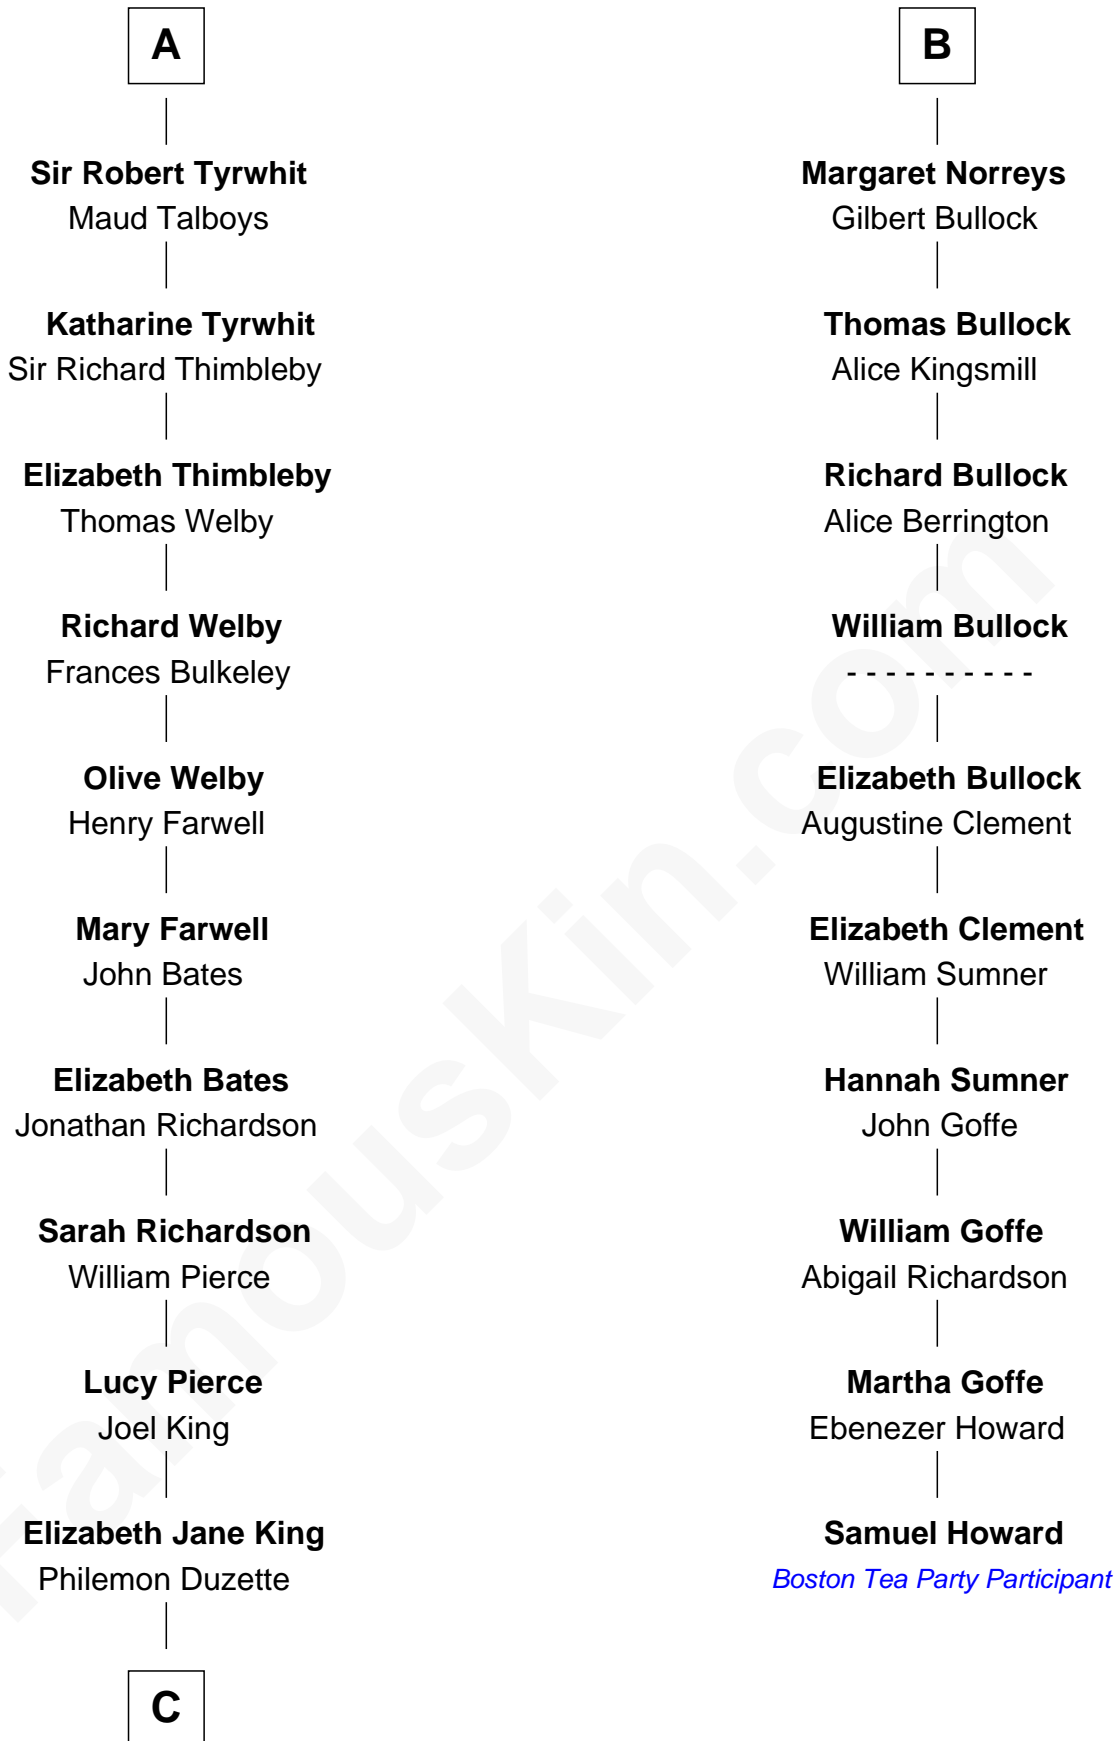 A
Sir Robert Tyrwhit
Maud Talboys
Katharine Tyrwhit
Sir Richard Thimbleby
Elizabeth Thimbleby
Thomas Welby
Richard Welby
Frances Bulkeley
Olive Welby
Henry Farwell
Mary Farwell
John Bates
Elizabeth Bates
Jonathan Richardson
Sarah Richardson
William Pierce
Lucy Pierce
Joel King
Elizabeth Jane King
Philemon Duzette
C
B
Margaret Norreys
Gilbert Bullock
Thomas Bullock
Alice Kingsmill
Richard Bullock
Alice Berrington
William Bullock
- - - - - - - - - -
Elizabeth Bullock
Augustine Clement
Elizabeth Clement
William Sumner
Hannah Sumner
John Goffe
William Goffe
Abigail Richardson
Martha Goffe
Ebenezer Howard
Samuel Howard
Boston Tea Party Participant
FamousKin.com